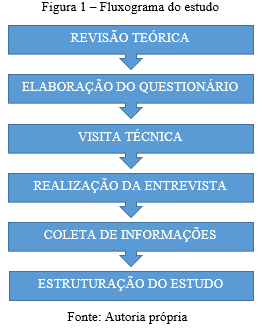 Figura 1 – Fluxograma do estudo
REVISÃO TEÓRICA
ELABORAÇÃO DO QUESTIONÁRIO
VISITA TÉCNICA
REALIZAÇÃO DA ENTREVISTA
COLETA DE INFORMAÇÕES
ESTRUTURAÇÃO DO ESTUDO
Fonte: Autoria própria